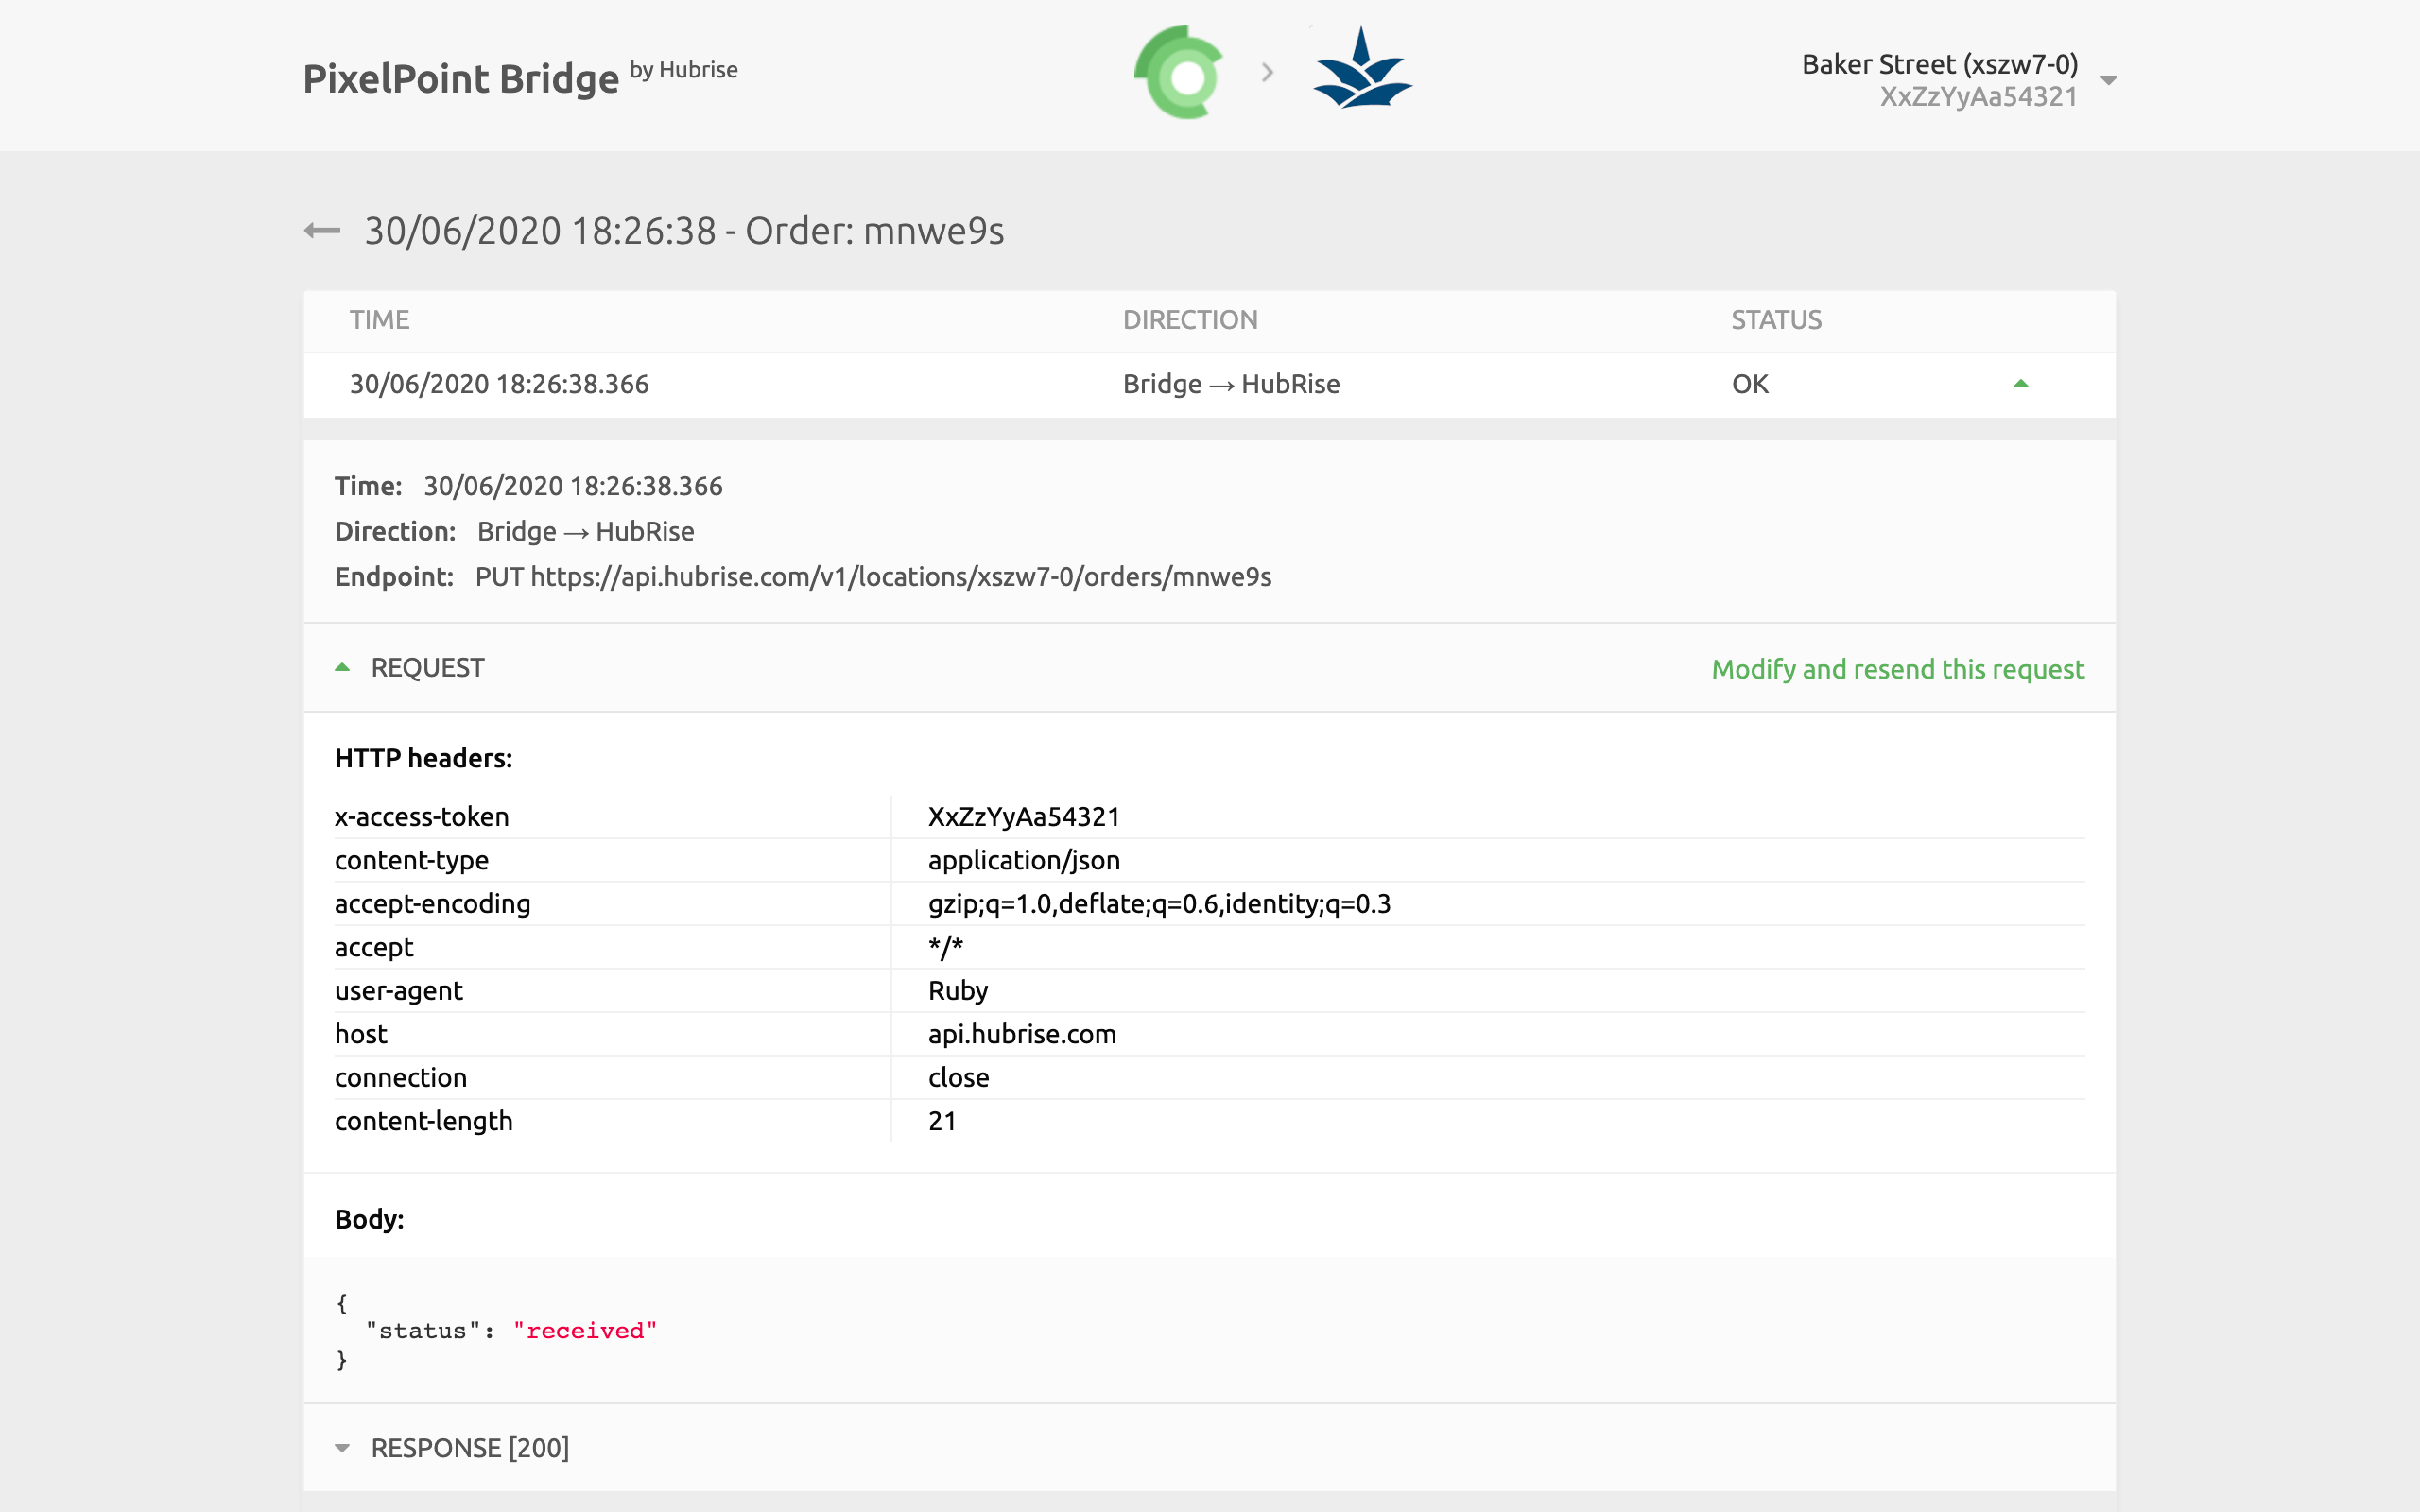 PixelPoint Bridge by Hubrise
Baker Street (xszw7-0)
XxZzYyAa54321
30/06/2020 18:26:38 - Order: mnwe9s
TIME DIRECTION STATUS
30/06/2020 18:26:38.366 Bridge → HubRise OK
Time: 30/06/2020 18:26:38.366
Direction: Bridge → HubRise
Endpoint: PUT https://api.hubrise.com/v1/locations/xszw7-0/orders/mnwe9s
REQUEST Modify and resend this request
HTTP headers:
x-access-token XxZzYyAa54321
content-type application/json
accept-encoding gzip;q=1.0,deflate;q=0.6,identity;q=0.3
accept */*
user-agent Ruby
host api.hubrise.com
connection close
content-length 21
Body:
{
"status": "received"
}
RESPONSE [200]